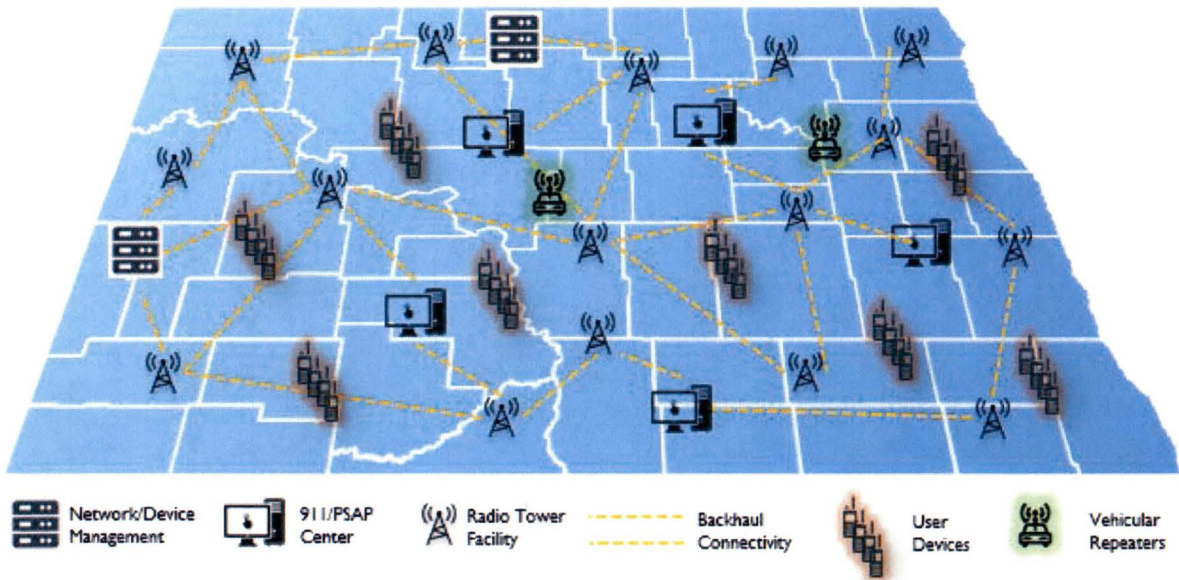 Network/Device
Management
911/PSAP
Center
Radio Tower
Facility
Backhaul
Connectivity
User
Devices
Vehicular
Repeaters